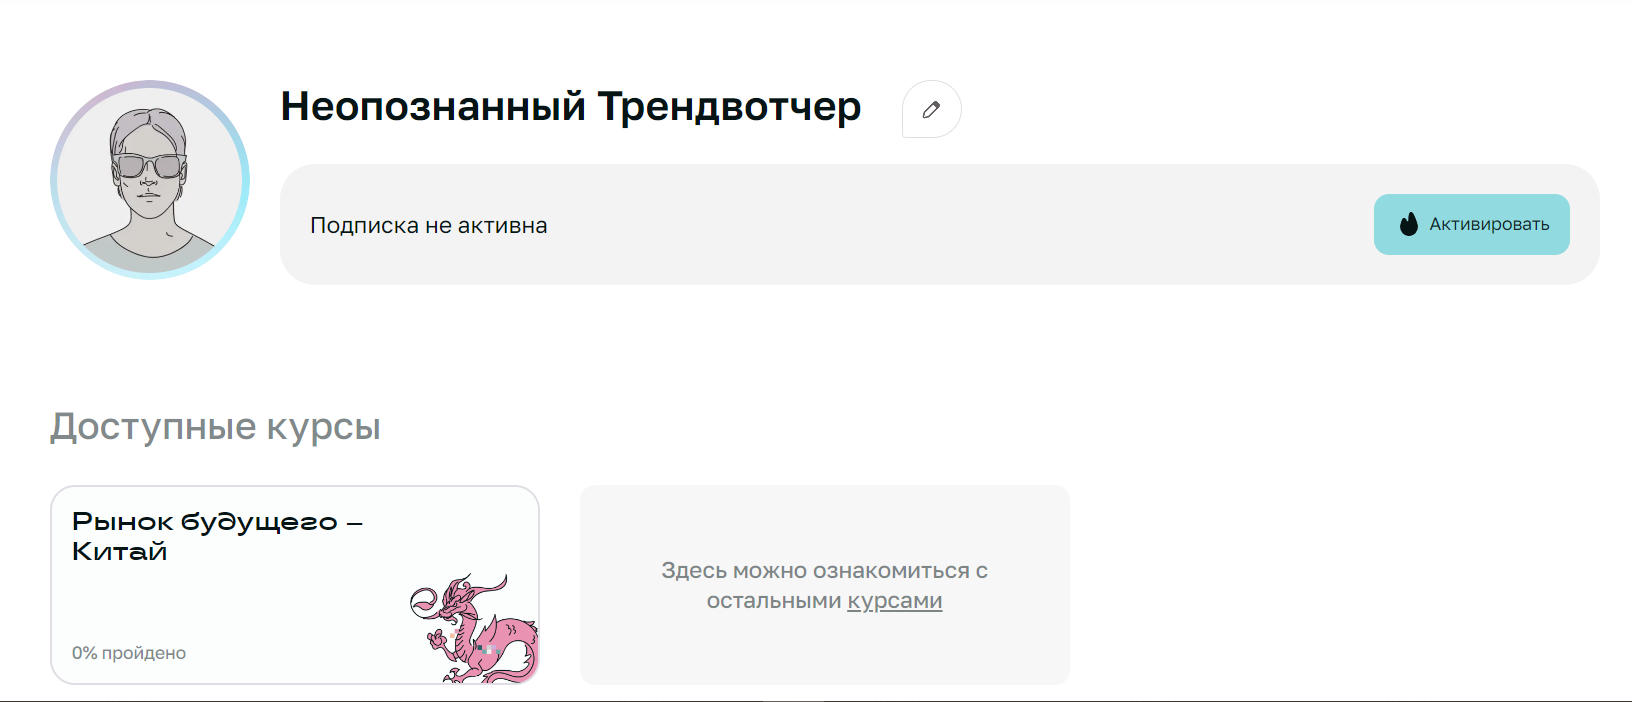 Неопознанный Трендвотчер
Подписка не активна
Активировать
Доступные курсы
Рынок будущего –
Китай
0% пройдено
Здесь можно ознакомиться с
остальными курсами